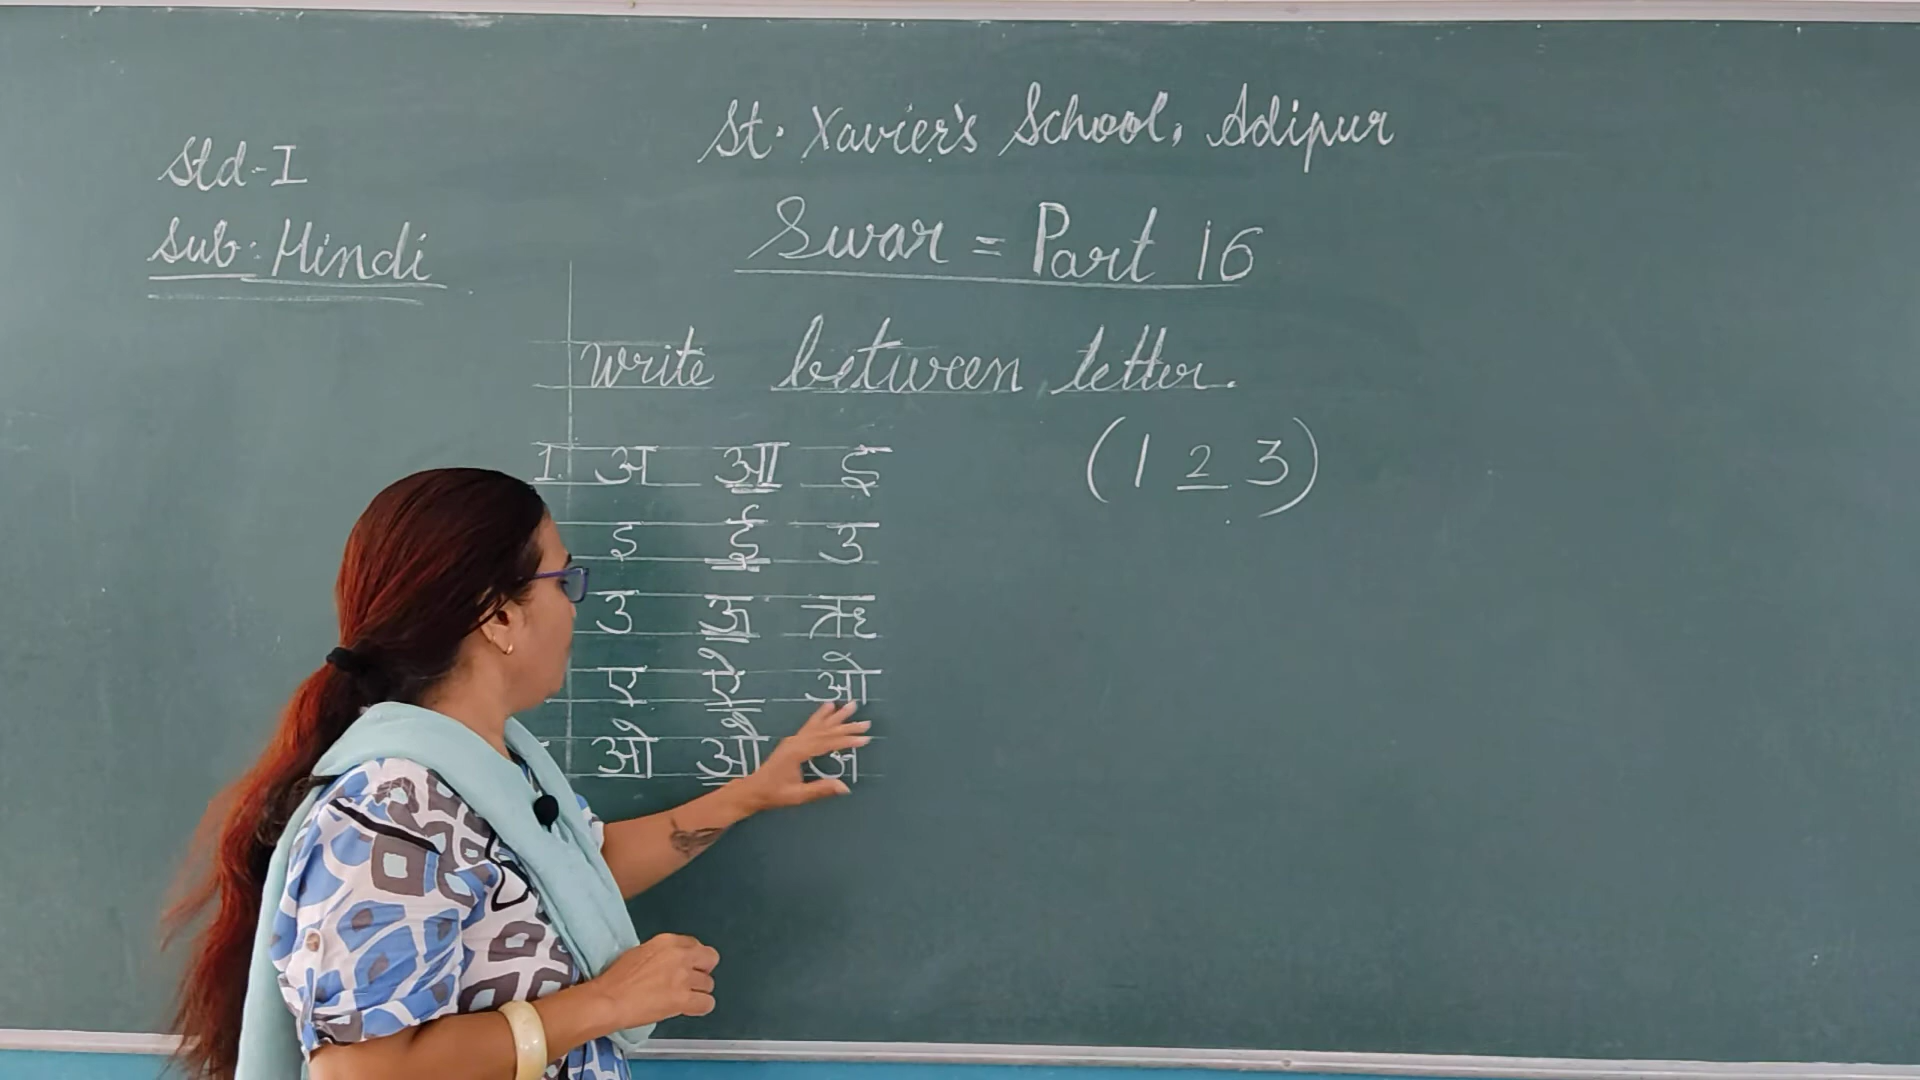 St. Xavier's School, Adipur
Std-I
Sub: Hindi
Swar = Part 16
Write between letter.
1. अ आ इ
(1 2 3)
इ ई उ
उ ऊ ऋ
ए ऐ ओ
ओ औ